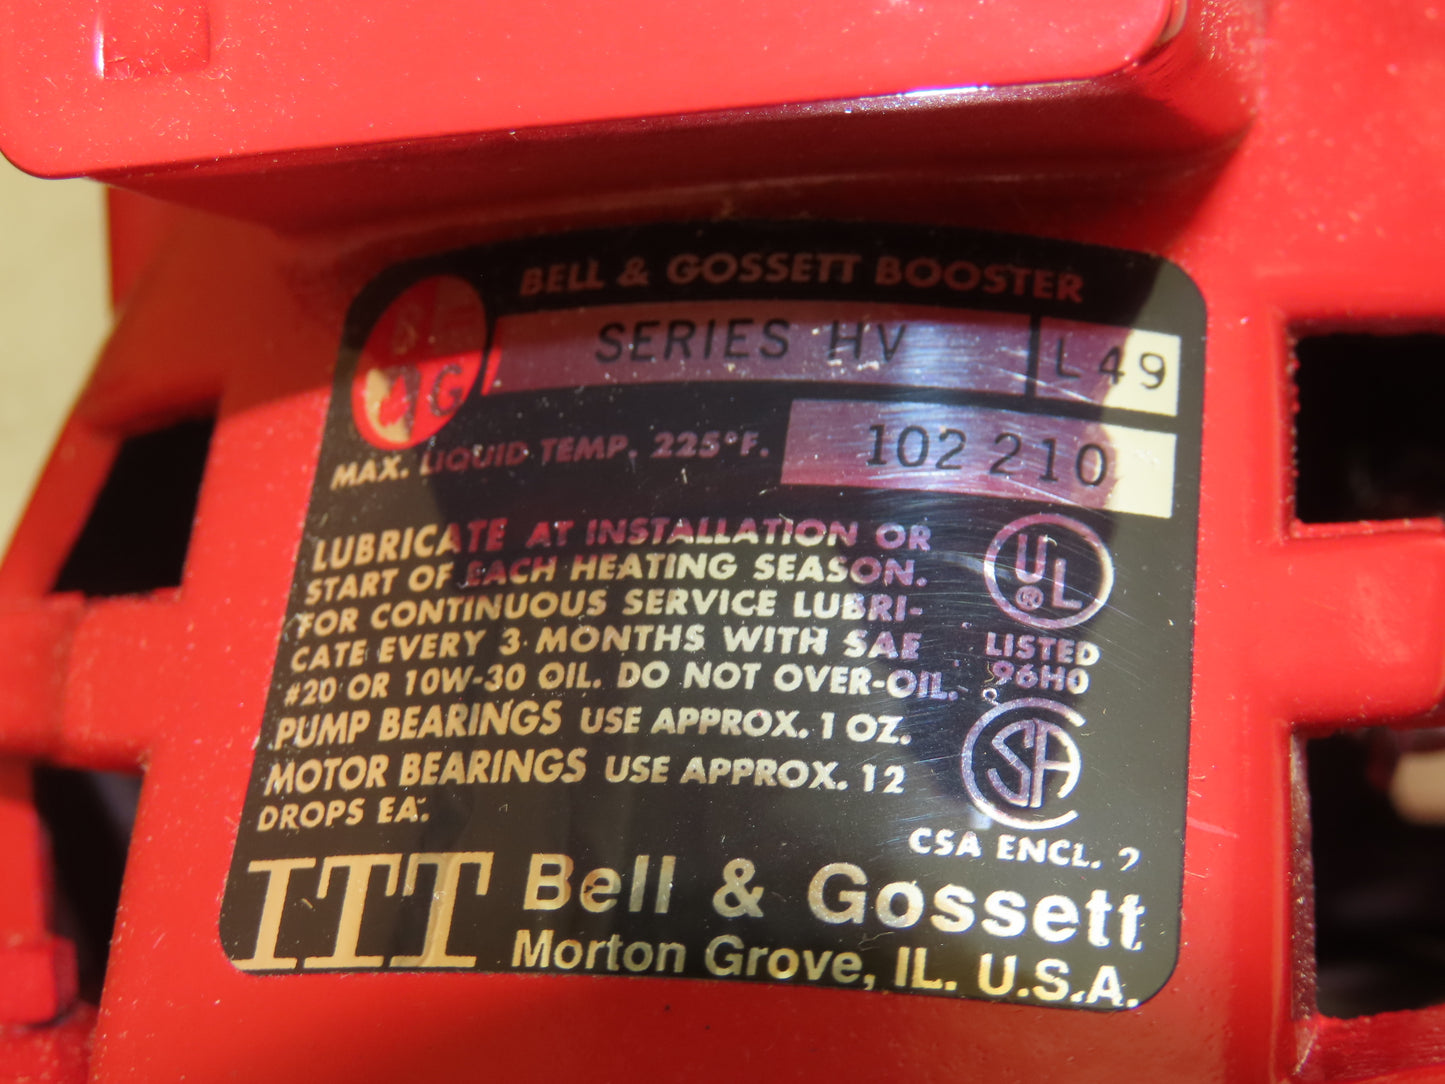 BELL & GOSSETT BOOSTER
B&G
SERIES HV L49
MAX. LIQUID TEMP. 225°F. 102 210
LUBRICATE AT INSTALLATION OR
START OF EACH HEATING SEASON.
FOR CONTINUOUS SERVICE LUBRI-
CATE EVERY 3 MONTHS WITH SAE
#20 OR 10W-30 OIL. DO NOT OVER-OIL.
PUMP BEARINGS USE APPROX. 1 OZ.
MOTOR BEARINGS USE APPROX. 12
DROPS EA.
UL
®
LISTED
96H0
CSA
CSA ENCL. 2
ITT Bell & Gossett
Morton Grove, IL. U.S.A.